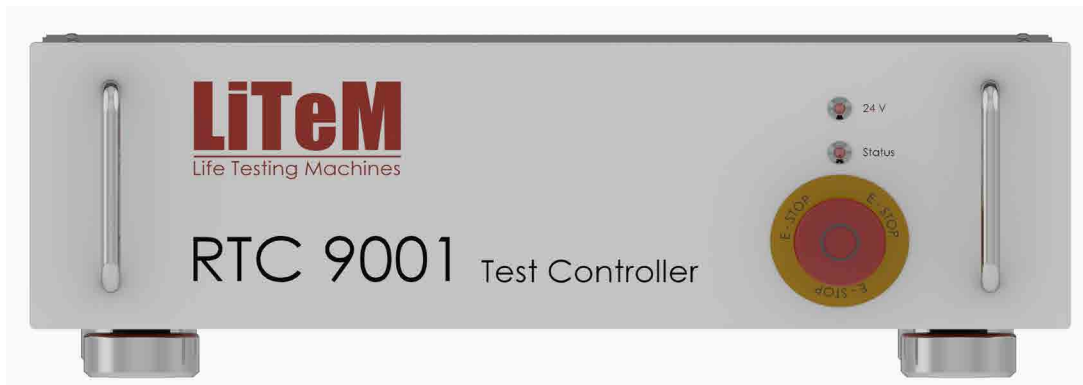 LiTeM
Life Testing Machines
24 V
Status
RTC 9001 Test Controller
E-STOP
E-STOP
E-STOP